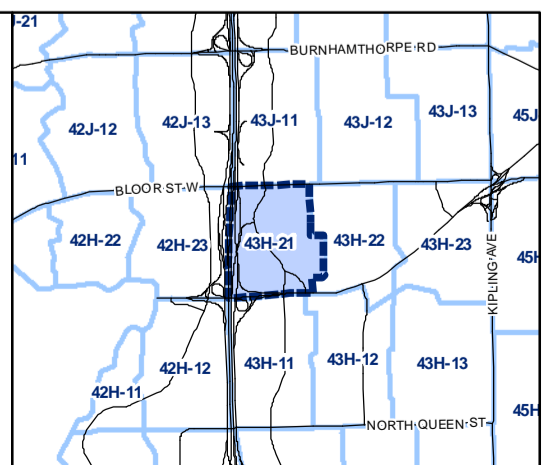 J-21
BURNHAMTHORPE RD
42J-12
42J-13
43J-11
43J-12
43J-13
45J
11
BLOOR ST W
42H-22
42H-23
43H-21
43H-22
43H-23
45H
KIPLING AVE
42H-11
42H-12
43H-11
43H-12
43H-13
45H
NORTH QUEEN ST